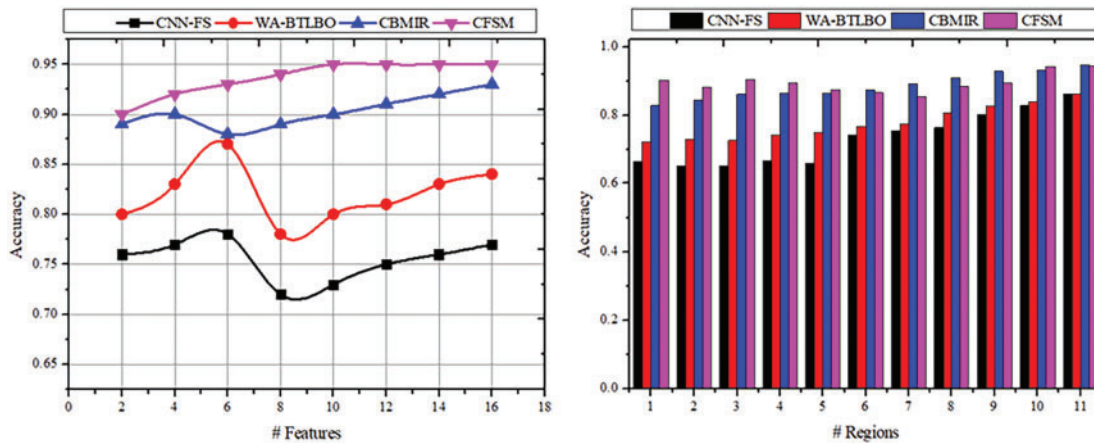 CNN-FS WA-BTLBO CBMIR CFSM
0.95
0.90
0.85
0.80
0.75
0.70
0.65
Accuracy
0 2 4 6 8 10 12 14 16 18
# Features
CNN-FS WA-BTLBO CBMIR CFSM
1.0
0.8
0.6
0.4
0.2
0.0
Accuracy
1 2 3 4 5 6 7 8 9 10 11
# Regions